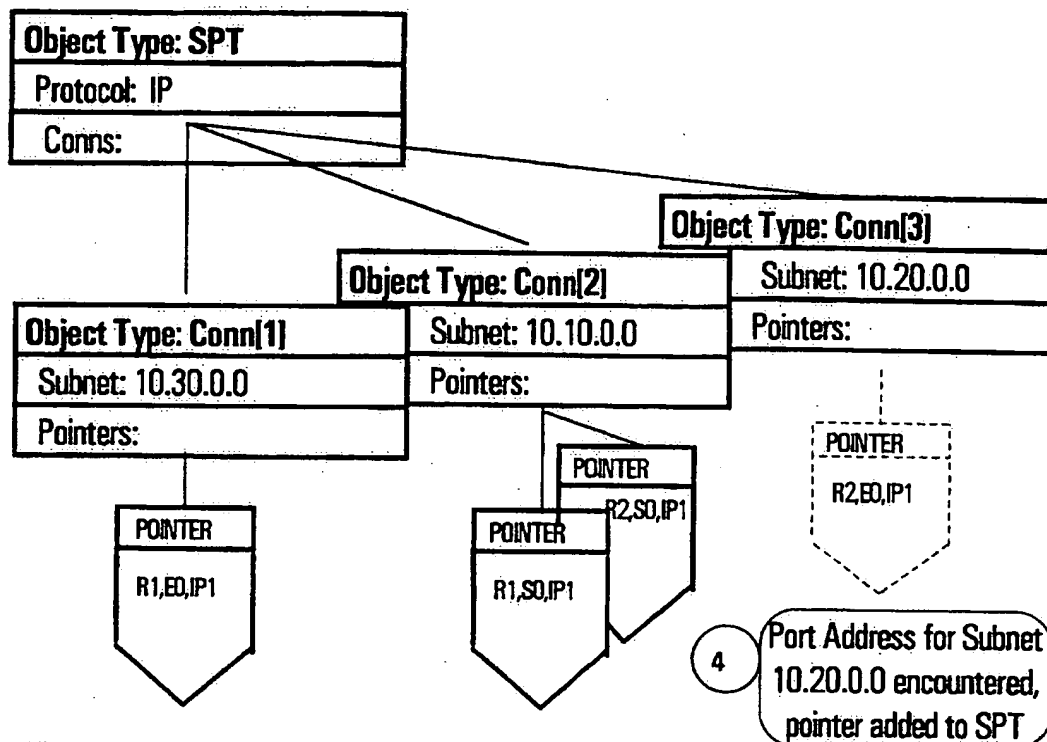 Object Type: SPT
Protocol: IP
Conns:
Object Type: Conn[3]
Subnet: 10.20.0.0
Pointers:
Object Type: Conn[2]
Subnet: 10.10.0.0
Pointers:
Object Type: Conn[1]
Subnet: 10.30.0.0
Pointers:
POINTER
R1,E0,IP1
POINTER
R1,S0,IP1
POINTER
R2,S0,IP1
POINTER
R2,E0,IP1
4
Port Address for Subnet
10.20.0.0 encountered,
pointer added to SPT